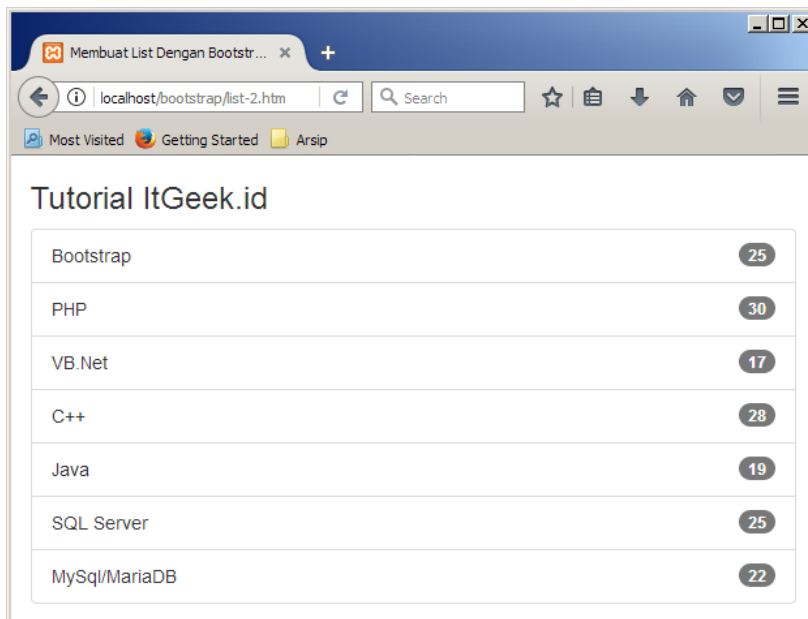 Membuat List Dengan Bootstr...
localhost/bootstrap/list-2.htm
Search
Most Visited
Getting Started
Arsip
Tutorial ItGeek.id
Bootstrap 25
PHP 30
VB.Net 17
C++ 28
Java 19
SQL Server 25
MySql/MariaDB 22